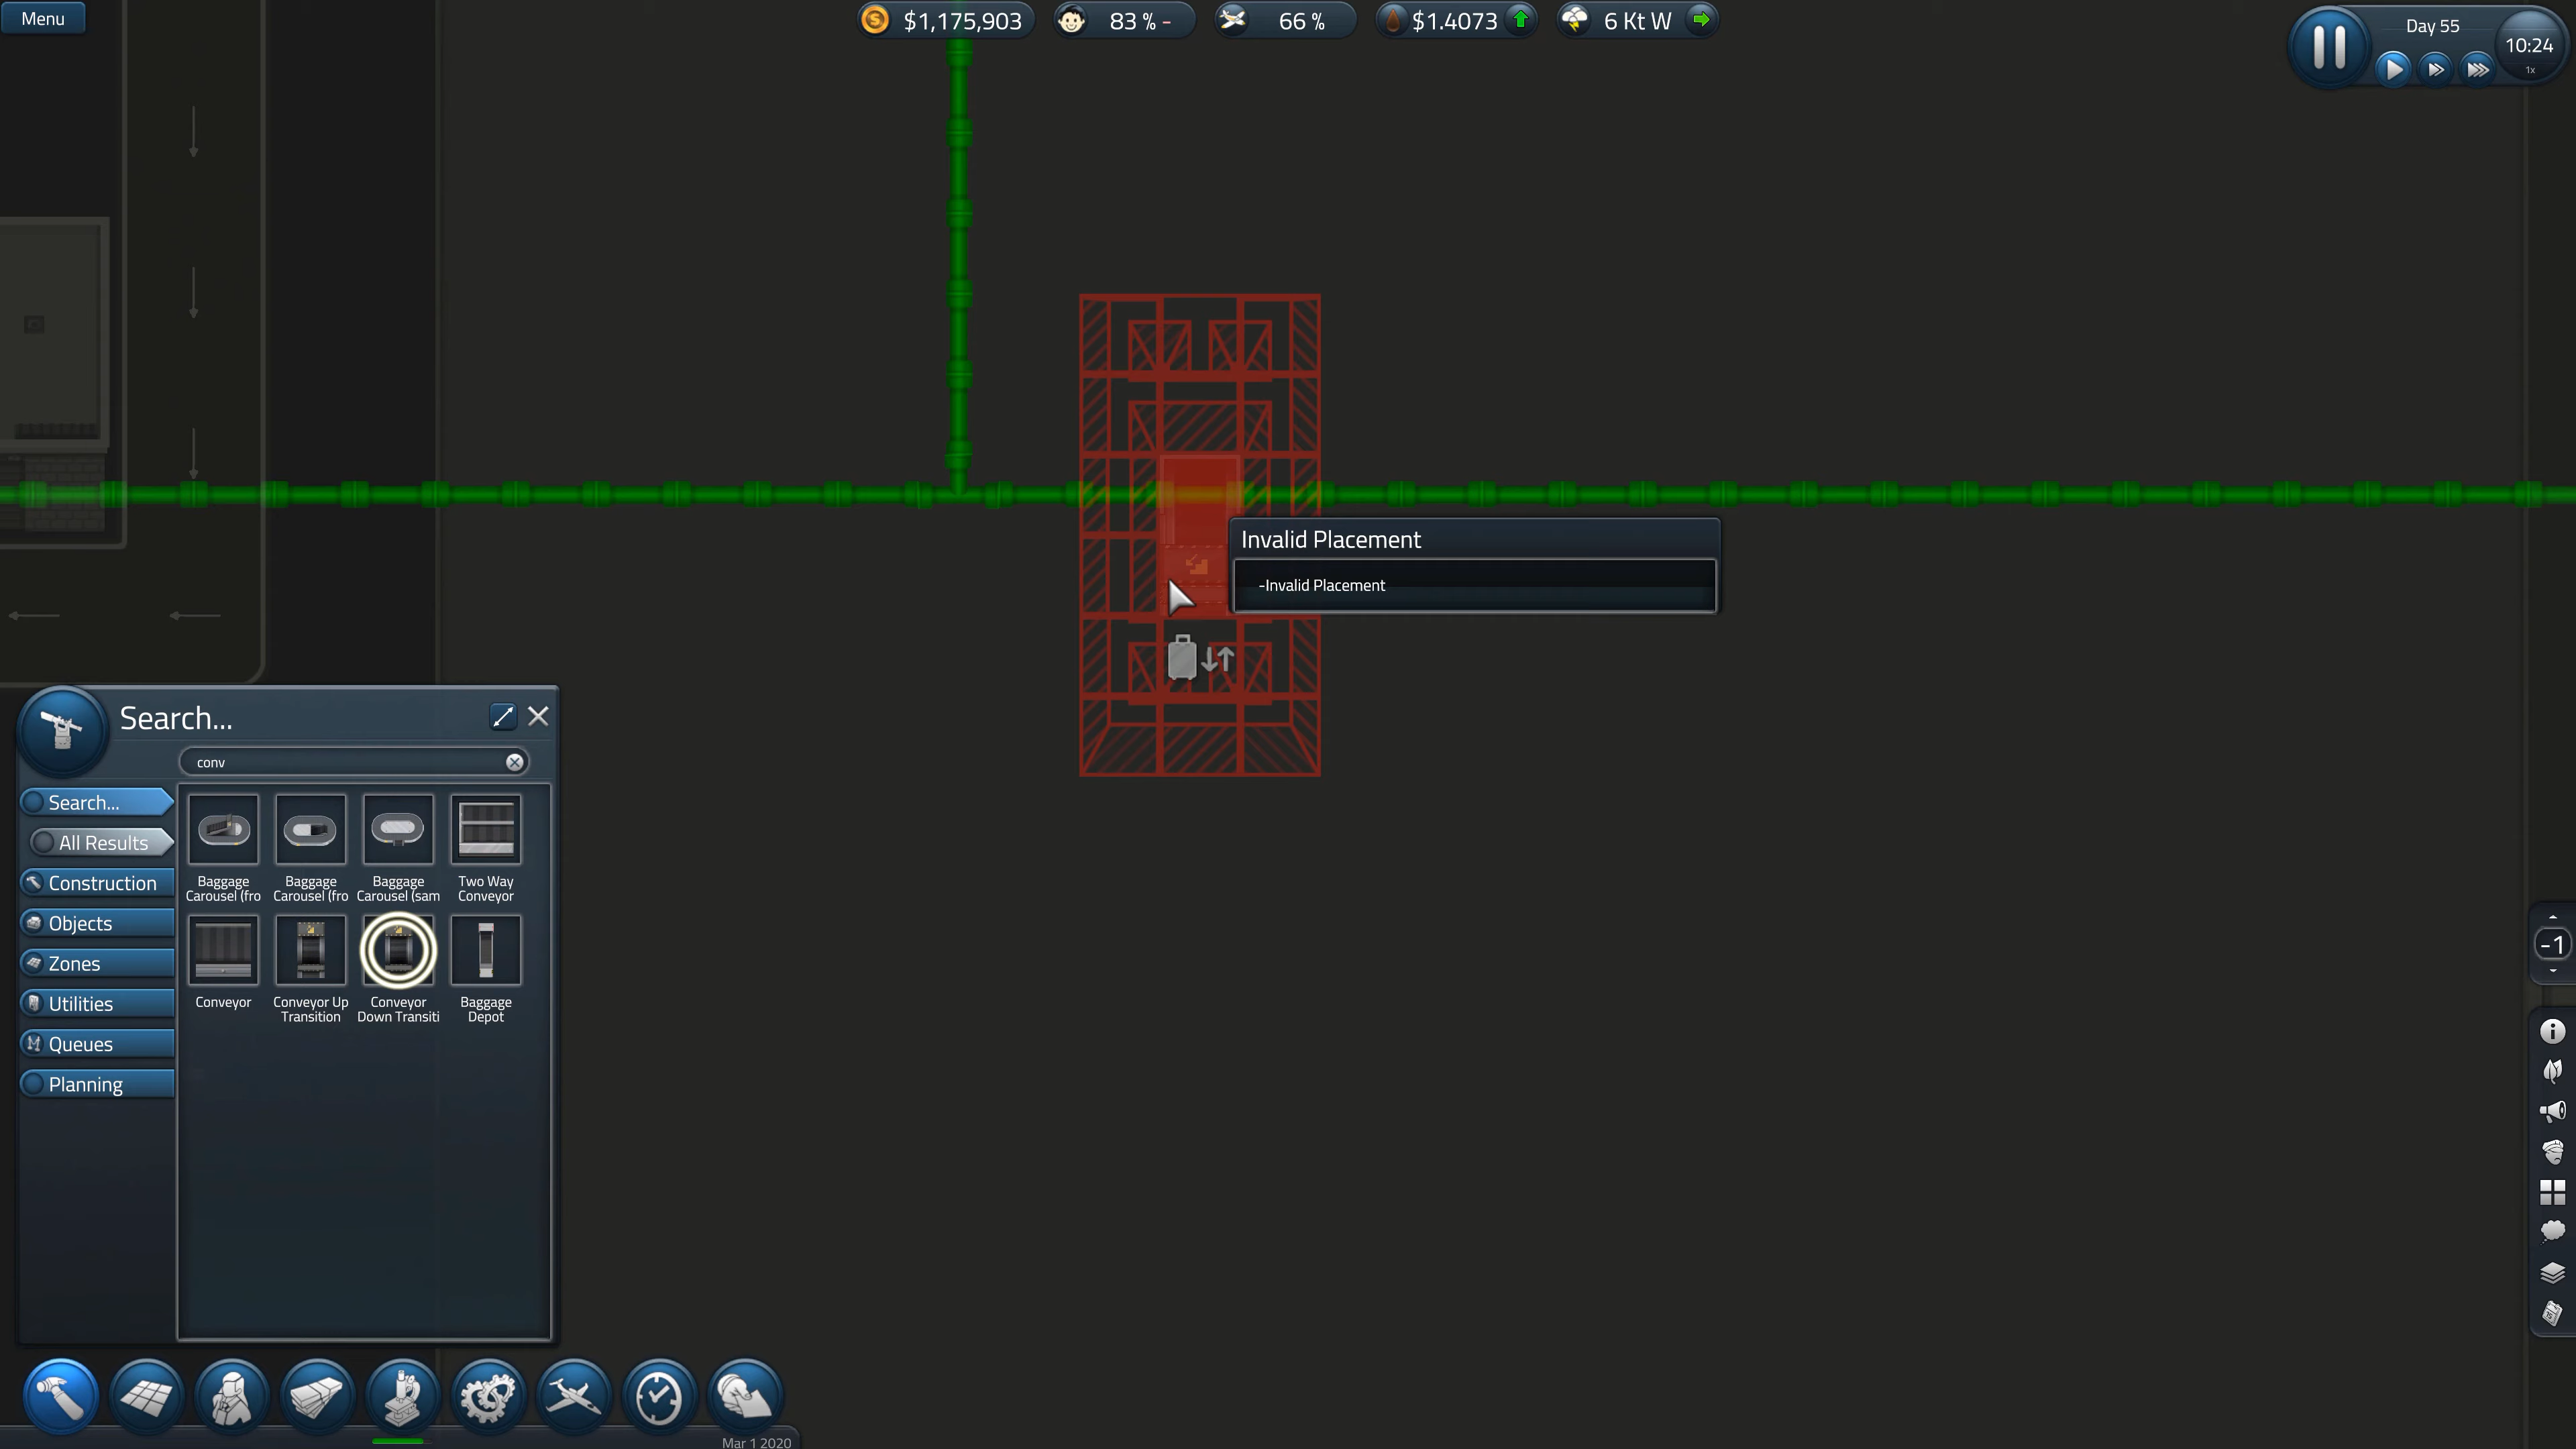 Menu
$1,175,903
83 % -
66 %
$1.4073
6 Kt W
Day 55
10:24
1x
Invalid Placement
-Invalid Placement
Search...
conv
Search...
All Results
Construction
Objects
Zones
Utilities
Queues
Planning
Baggage
Carousel (fro
Baggage
Carousel (fro
Baggage
Carousel (sam
Two Way
Conveyor
Conveyor
Conveyor Up
Transition
Conveyor
Down Transiti
Baggage
Depot
-1
Mar 1 2020